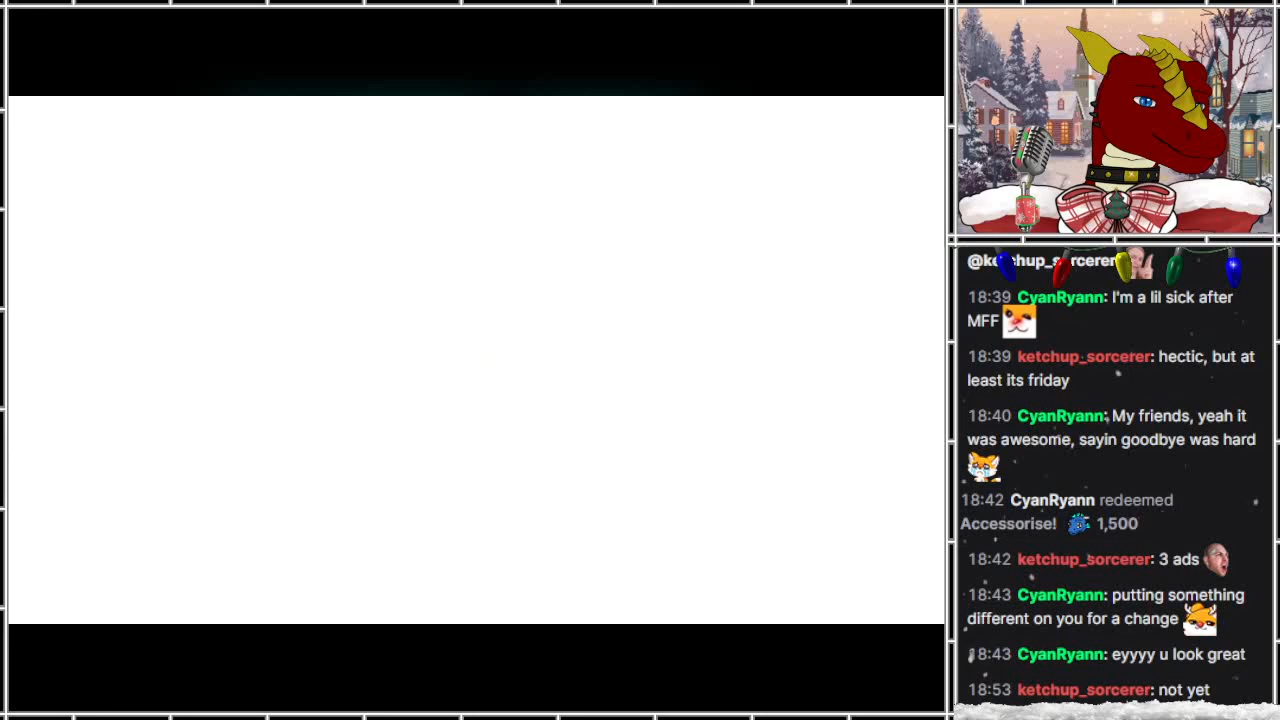 @ketchup_sorcerer
18:39 CyanRyann: I'm a lil sick after
MFF
18:39 ketchup_sorcerer: hectic, but at
least its friday
18:40 CyanRyann: My friends, yeah it
was awesome, sayin goodbye was hard
18:42 CyanRyann redeemed
Accessorise! 1,500
18:42 ketchup_sorcerer: 3 ads
18:43 CyanRyann: putting something
different on you for a change
18:43 CyanRyann: eyyyy u look great
18:53 ketchup_sorcerer: not yet